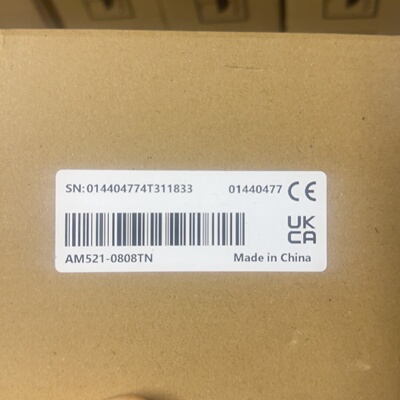 SN:014404774T311833 01440477 CE
UK
CA
AM521-0808TN Made in China